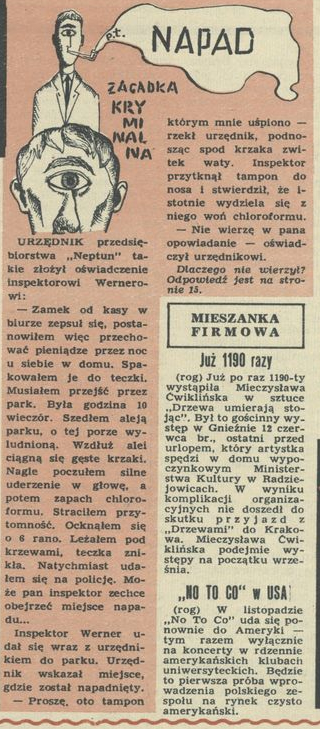 p.t.
NAPAD
ZAGADKA
KRY
MI
NAL
NA
URZĘDNIK przedsię-
biorstwa „Neptun” ta-
kie złożył oświadczenie
inspektorowi Wernero-
wi:
— Zamek od kasy w
biurze zepsuł się, posta-
nowiłem więc przecho-
wać pieniądze przez noc
u siebie w domu. Spa-
kowałem je do teczki.
Musiałem przejść przez
park. Była godzina 10
wieczór. Szedłem aleją
parku, o tej porze wy-
ludnioną. Wzdłuż alei
ciągną się gęste krzaki.
Nagle poczułem silne
uderzenie w głowę, a
potem zapach chloro-
formu. Straciłem przy-
tomność. Ocknąłem się
o 6 rano. Leżałem pod
krzewami, teczka zni-
kła. Natychmiast uda-
łem się na policję. Mo-
że pan inspektor zechce
obejrzeć miejsce napa-
du...
Inspektor Werner u-
dał się wraz z urzędni-
kiem do parku. Urzęd-
nik wskazał miejsce,
gdzie został napadnięty.
— Proszę, oto tampon
którym mnie uśpiono —
rzekł urzędnik, podno-
sząc spod krzaka zwi-
tek waty. Inspektor
przytknął tampon do
nosa i stwierdził, że i-
stotnie wydziela się z
niego woń chloroformu.
— Nie wierzę w pana
opowiadanie — oświad-
czył urzędnikowi.
Dlaczego nie wierzył?
Odpowiedź jest na stro-
nie 15.
MIESZANKA
FIRMOWA
Już 1190 razy
(rog) Już po raz 1190-ty
wystąpiła Mieczysława
Ćwiklińska w sztuce
„Drzewa umierają sto-
jąc”. Był to gościnny wy-
stęp w Gnieźnie 12 czer-
wca br., ostatni przed
urlopem, który artystka
spędzi w domu wypo-
czynkowym Minister-
stwa Kultury w Radzie-
jowicach. W wyniku
komplikacji organiza-
cyjnych nie doszedł do
skutku przyjazd z
„Drzewami” do Krako-
wa. Mieczysława Ćwi-
klińska podejmie wy-
stępy na początku wrze-
śnia.
„NO TO CO” w USA
(rog) W listopadzie
„No To Co” uda się po-
nownie do Ameryki —
tym razem wyłącznie
na koncerty w rdzennie
amerykańskich klubach
uniwersyteckich. Będzie
to pierwsza próba wpro-
wadzenia polskiego ze-
społu na rynek czysto
amerykański.